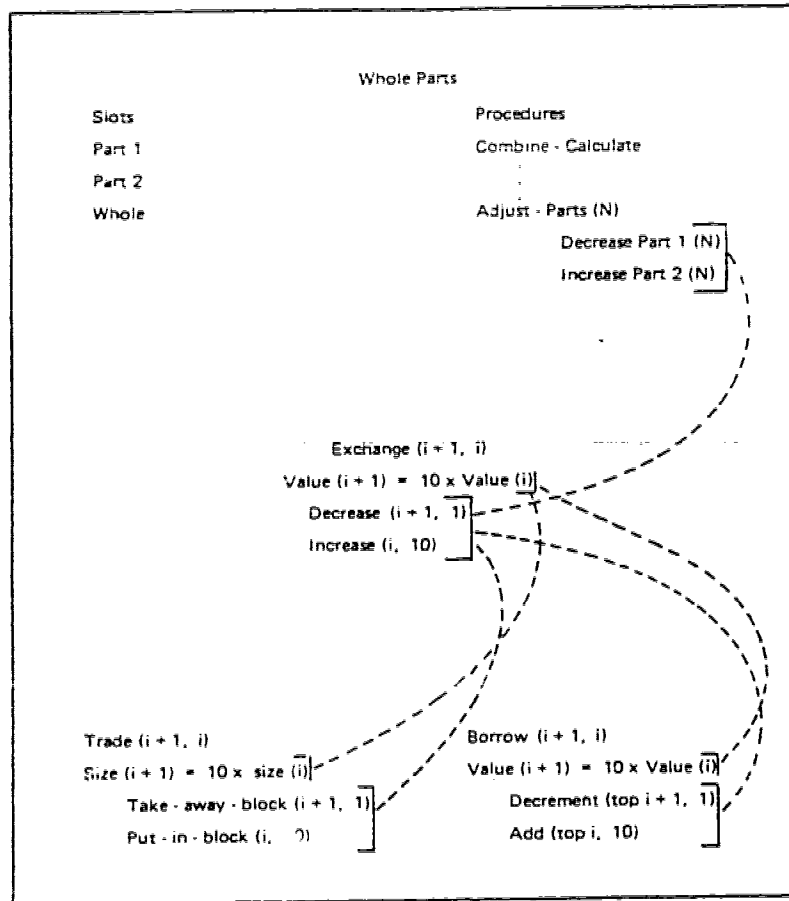 Whole Parts
Slots
Procedures
Part 1
Combine - Calculate
Part 2
Whole
Adjust - Parts (N)
Decrease Part 1 (N)
Increase Part 2 (N)
Exchange (i + 1, i)
Value (i + 1) = 10 x Value (i)
Decrease (i + 1, 1)
Increase (i, 10)
Trade (i + 1, i)
Size (i + 1) = 10 x size (i)
Take - away - block (i + 1, 1)
Put - in - block (i,
Borrow (i + 1, i)
Value (i + 1) = 10 x Value (i)
Decrement (top i + 1, 1)
Add (top i, 10)